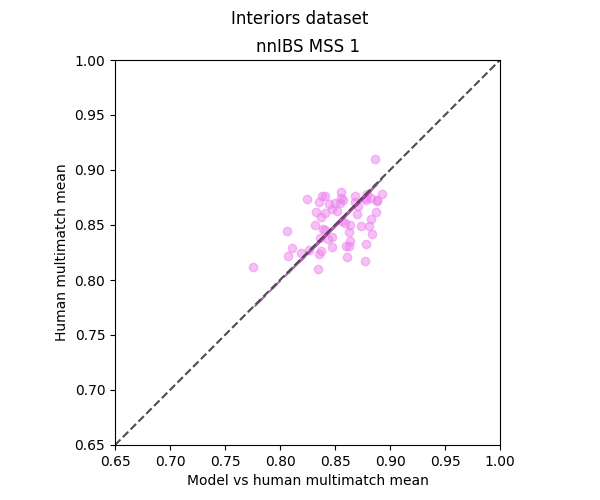 Interiors dataset
nnIBS MSS 1
1.00
0.95
0.90
0.85
0.80
0.75
0.70
0.65
Human multimatch mean
0.65 0.70 0.75 0.80 0.85 0.90 0.95 1.00
Model vs human multimatch mean